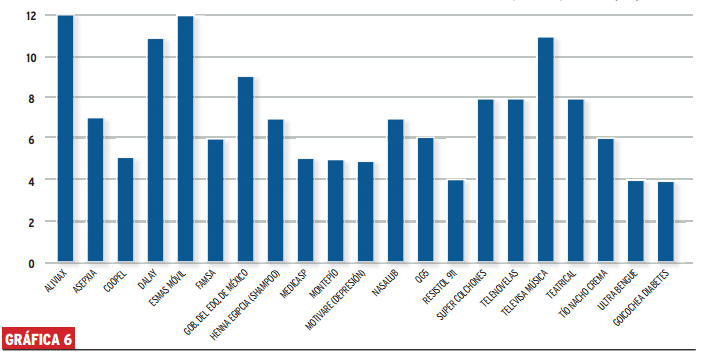 12
10
8
6
4
2
0
ALIVIAX
ASEPXIA
COOPEL
DALAY
ESMAS MÓVIL
FAMSA
GOB. DEL EDO, DE MÉXICO
HENNA EGIPCIA (SHAMPOO)
MEDICASP
MONTEPÍO
MOTIVARE (DEPRESIÓN)
NASALUB
QG5
RESISTOL 911
SUPER COLCHONES
TELENOVELAS
TELEVISA MÚSICA
TEATRICAL
TÍO NACHO CREMA
ULTRA BENGUE
GOICOCHEA DIABETES
GRÁFICA 6